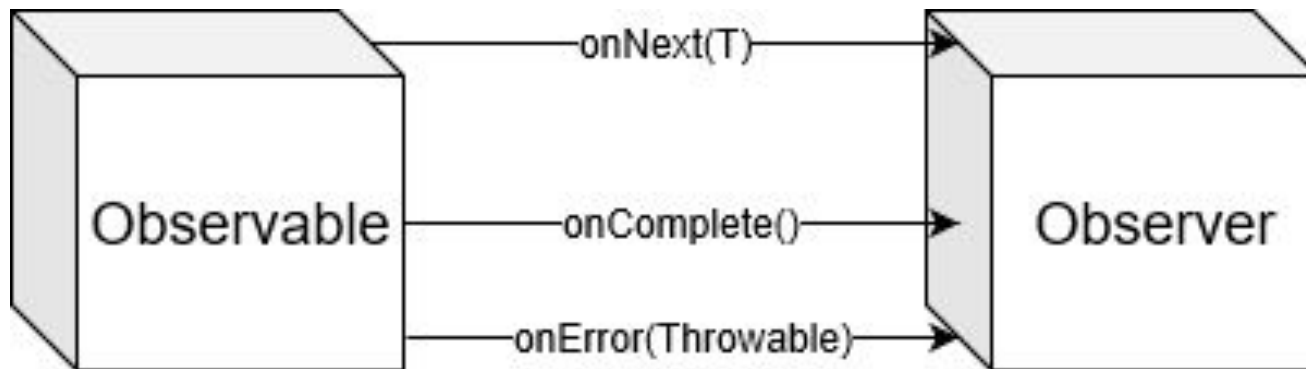 onNext(T)
Observable
onComplete()
Observer
onError(Throwable)